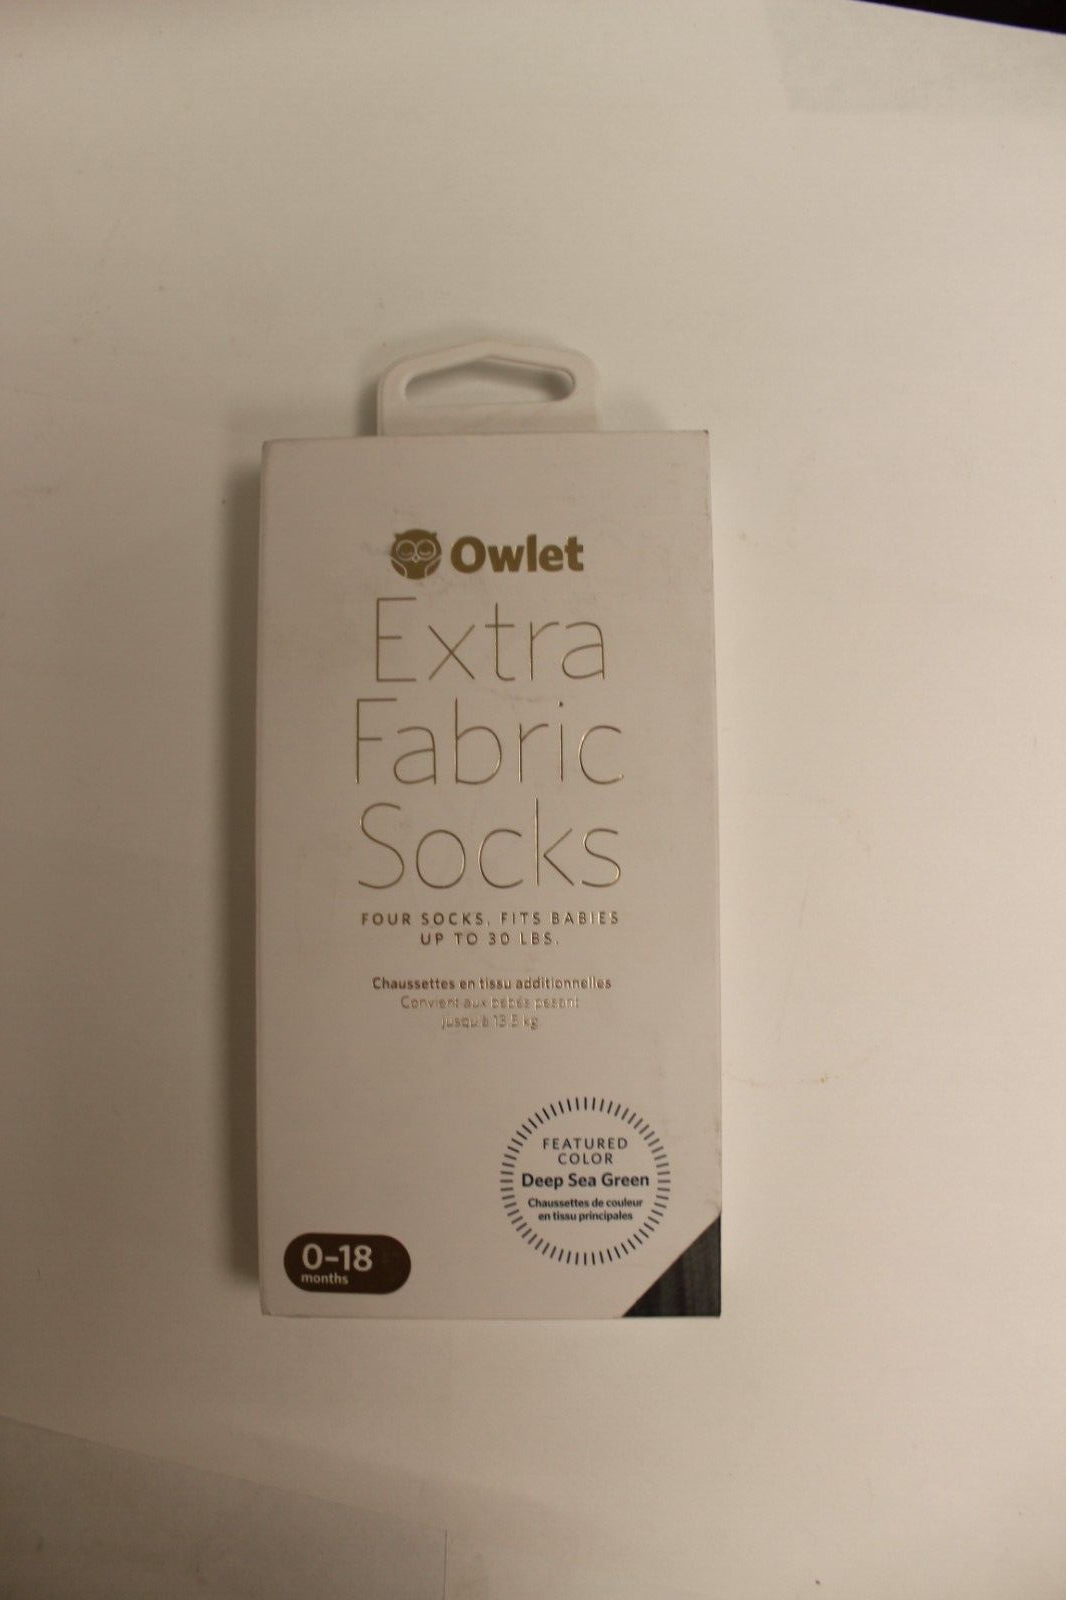 Owlet
Extra
Fabric
Socks
FOUR SOCKS, FITS BABIES
UP TO 30 LBS.
Chaussettes en tissu additionnelles
Convient aux bébés pesant
jusqu'à 13.5 kg
FEATURED
COLOR
Deep Sea Green
Chaussettes de couleur
en tissu principales
0-18
months